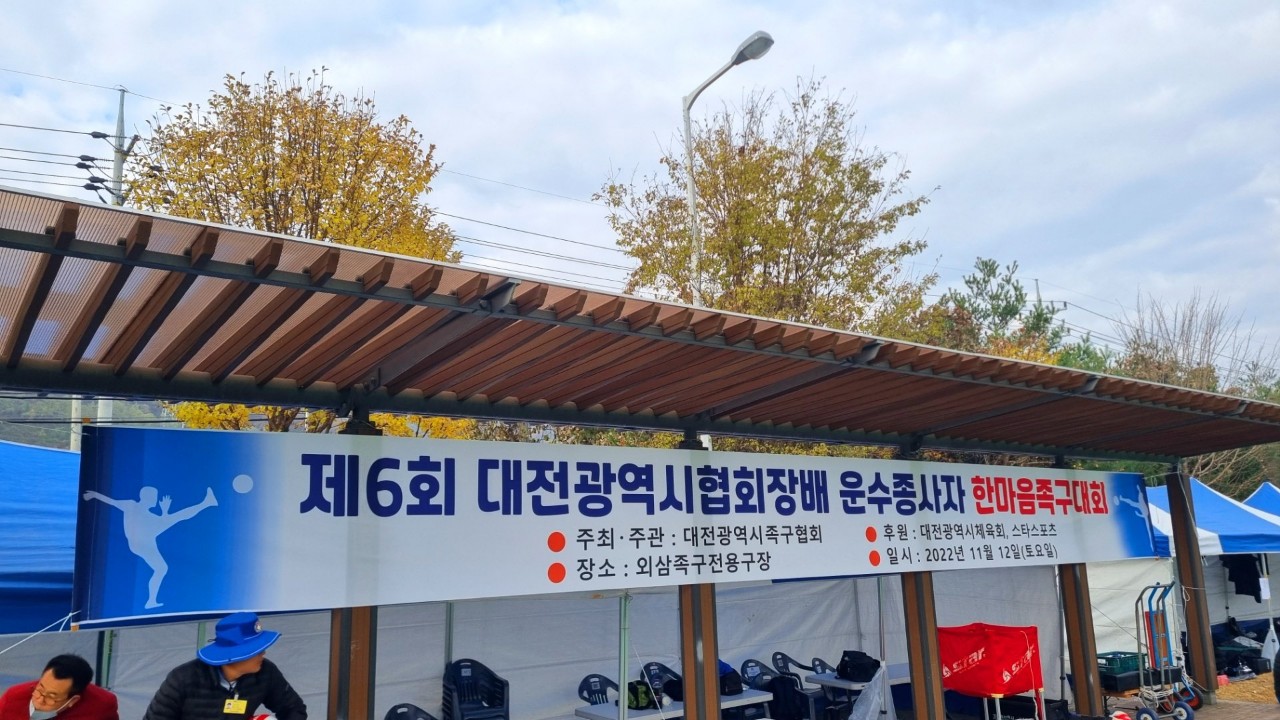 제6회 대전광역시협회장배 운수종사자 한마음족구대회
주최·주관 : 대전광역시족구협회
장소 : 외삼족구전용구장
후원 : 대전광역시체육회, 스타스포츠
일시 : 2022년 11월 12일(토요일)
star